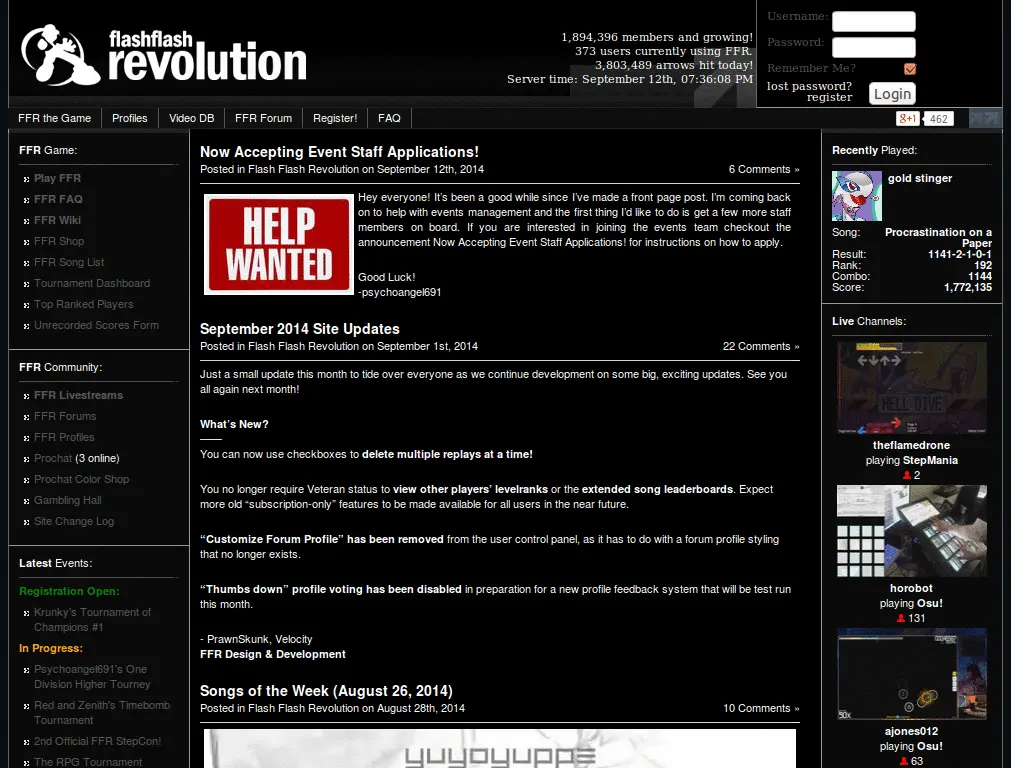 flashflash
revolution
1,894,396 members and growing!
373 users currently using FFR.
3,803,489 arrows hit today!
Server time: September 12th, 07:36:08 PM
Username:
Password:
Remember Me?
lost password?
register
Login
FFR the Game
Profiles
Video DB
FFR Forum
Register!
FAQ
g+1
462
FFR Game:
Play FFR
FFR FAQ
FFR Wiki
FFR Shop
FFR Song List
Tournament Dashboard
Top Ranked Players
Unrecorded Scores Form
FFR Community:
FFR Livestreams
FFR Forums
FFR Profiles
Prochat (3 online)
Prochat Color Shop
Gambling Hall
Site Change Log
Latest Events:
Registration Open:
Krunky's Tournament of
Champions #1
In Progress:
Psychoangel691's One
Division Higher Tourney
Red and Zenith's Timebomb
Tournament
2nd Official FFR StepCon!
The RPG Tournament
Now Accepting Event Staff Applications!
Posted in Flash Flash Revolution on September 12th, 2014
6 Comments »
HELP
WANTED
Hey everyone! It's been a good while since I've made a front page post. I'm coming back
on to help with events management and the first thing I'd like to do is get a few more staff
members on board. If you are interested in joining the events team checkout the
announcement Now Accepting Event Staff Applications! for instructions on how to apply.
Good Luck!
-psychoangel691
September 2014 Site Updates
Posted in Flash Flash Revolution on September 1st, 2014
22 Comments »
Just a small update this month to tide over everyone as we continue development on some big, exciting updates. See you
all again next month!
What's New?
You can now use checkboxes to delete multiple replays at a time!
You no longer require Veteran status to view other players' levelranks or the extended song leaderboards. Expect
more old “subscription-only” features to be made available for all users in the near future.
“Customize Forum Profile” has been removed from the user control panel, as it has to do with a forum profile styling
that no longer exists.
“Thumbs down” profile voting has been disabled in preparation for a new profile feedback system that will be test run
this month.
- PrawnSkunk, Velocity
FFR Design & Development
Songs of the Week (August 26, 2014)
Posted in Flash Flash Revolution on August 28th, 2014
10 Comments »
yuyoyuppe
Recently Played:
gold stinger
Song: Procrastination on a
Paper
Result: 1141-2-1-0-1
Rank: 192
Combo: 1144
Score: 1,772,135
Live Channels:
HELL DIVE
theflamedrone
playing StepMania
2
horobot
playing Osu!
131
50x
ajones012
playing Osu!
63